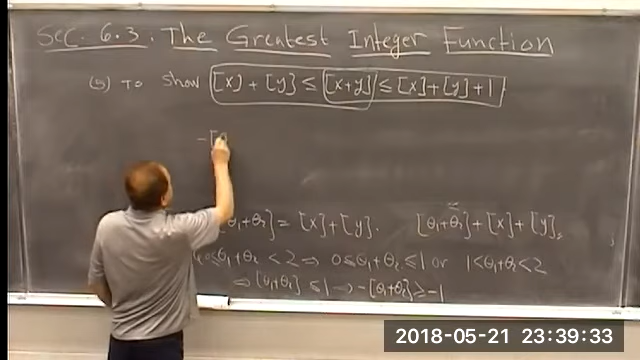 Sec. 6.3: The Greatest Integer Function
(5) To show [x]+[y] ≤ [x+y] ≤ [x]+[y]+1
-[θ
[θ₁+θ₂] = [x]+[y]. [θ₁+θ₂]+[x]+[y]
0≤θ₁+θ₂ < 2 ⇒ 0≤θ₁+θ₂ ≤1 or 1<θ₁+θ₂<2
⇒ [θ₁+θ₂] ≤1 ⇒ -[θ₁+θ₂] ≥ -1
2018-05-21 23:39:33